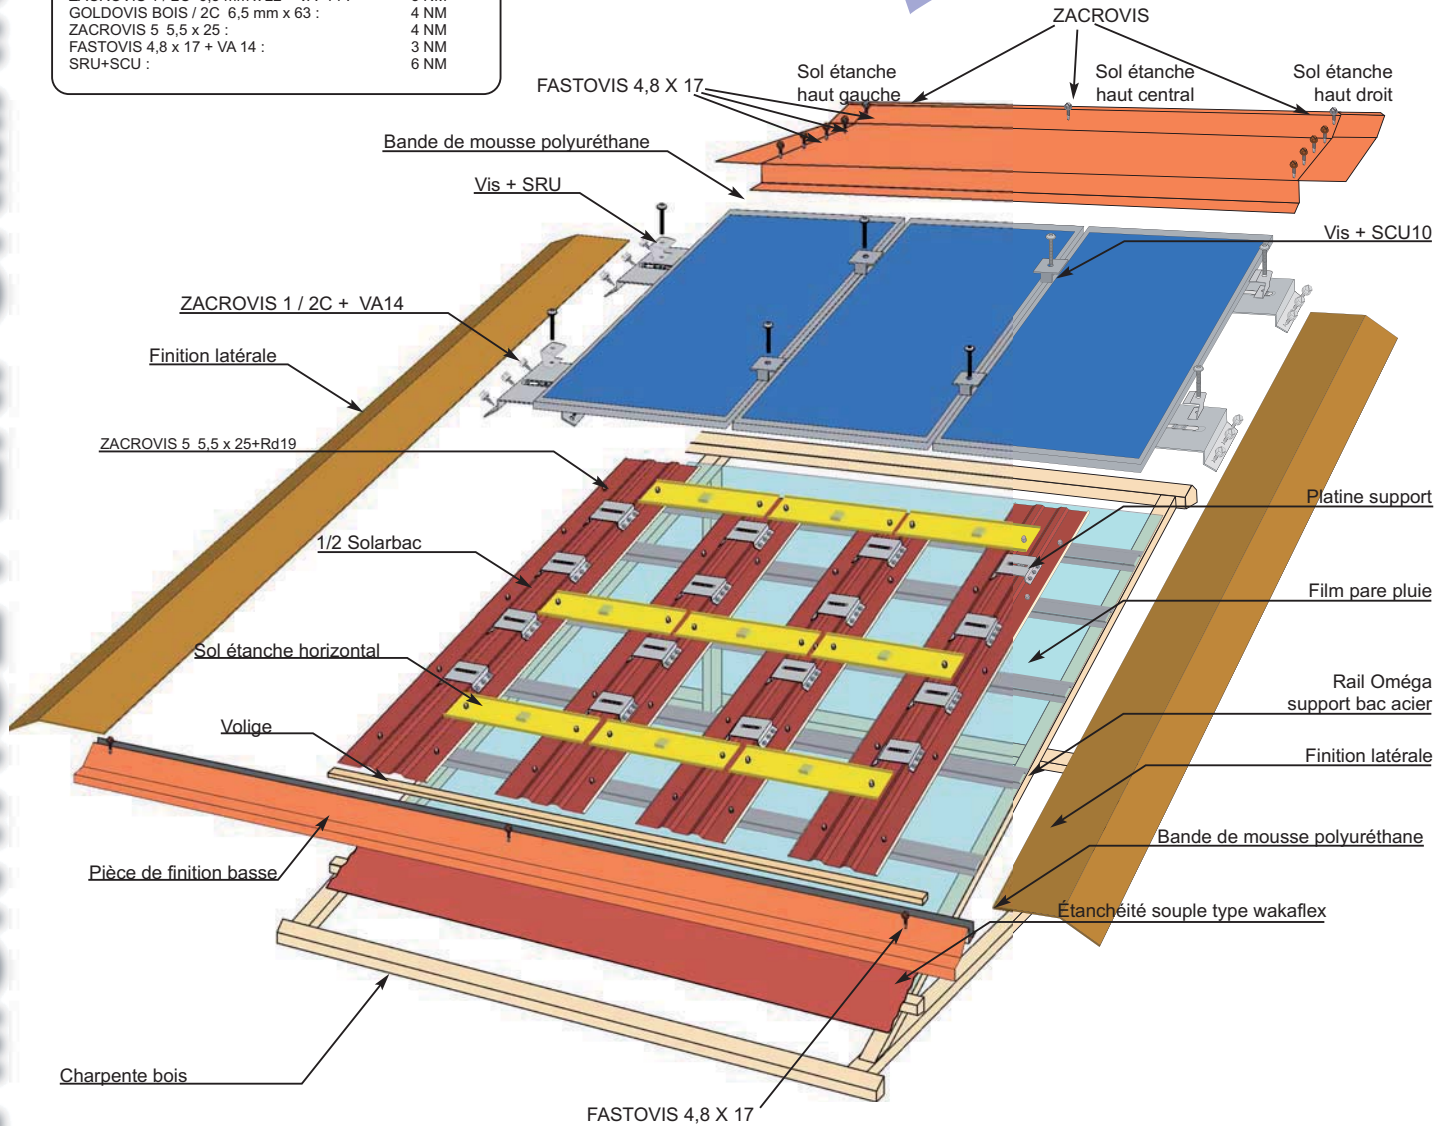 GOLDOVIS BOIS / 2C 6,5 mm x 63 : 4 NM
ZACROVIS 5 5,5 x 25 : 4 NM
FASTOVIS 4,8 x 17 + VA 14 : 3 NM
SRU+SCU : 6 NM
ZACROVIS
FASTOVIS 4,8 X 17
Sol étanche
haut gauche
Sol étanche
haut central
Sol étanche
haut droit
Bande de mousse polyuréthane
Vis + SRU
Vis + SCU10
ZACROVIS 1 / 2C + VA14
Finition latérale
ZACROVIS 5 5,5 x 25+Rd19
Platine support
1/2 Solarbac
Film pare pluie
Sol étanche horizontal
Rail Oméga
support bac acier
Volige
Finition latérale
Bande de mousse polyuréthane
Pièce de finition basse
Étanchéité souple type wakaflex
Charpente bois
FASTOVIS 4,8 X 17